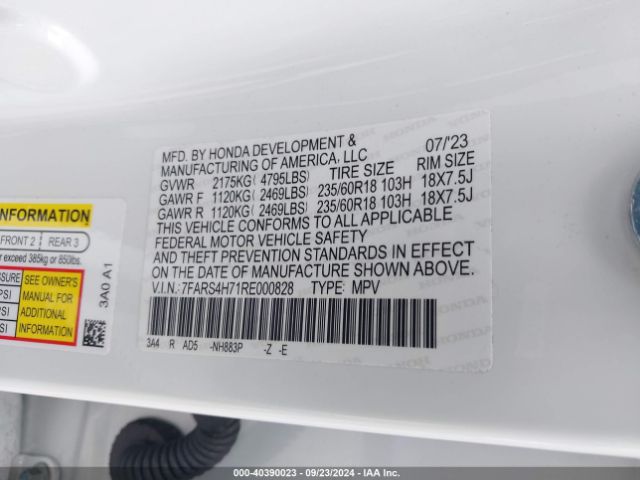 MFD. BY HONDA DEVELOPMENT & 07/'23
MANUFACTURING OF AMERICA, LLC
GVWR 2175KG( 4795LBS) TIRE SIZE RIM SIZE
GAWR F 1120KG( 2469LBS) 235/60R18 103H 18X7.5J
GAWR R 1120KG( 2469LBS) 235/60R18 103H 18X7.5J
THIS VEHICLE CONFORMS TO ALL APPLICABLE
FEDERAL MOTOR VEHICLE SAFETY
AND THEFT PREVENTION STANDARDS IN EFFECT
ON THE DATE OF MANUFACTURE SHOWN ABOVE.
V.I.N.: 7FARS4H71RE000828 TYPE: MPV
3A4 R AD5 -NH883P -Z -E
INFORMATION
FRONT 2 REAR 3
exceed 385kg or 850lbs.
SEE OWNER'S
MANUAL FOR
ADDITIONAL
INFORMATION
PSI
PSI
3A0 A1
000-40390023 - 09/23/2024 - IAA Inc.